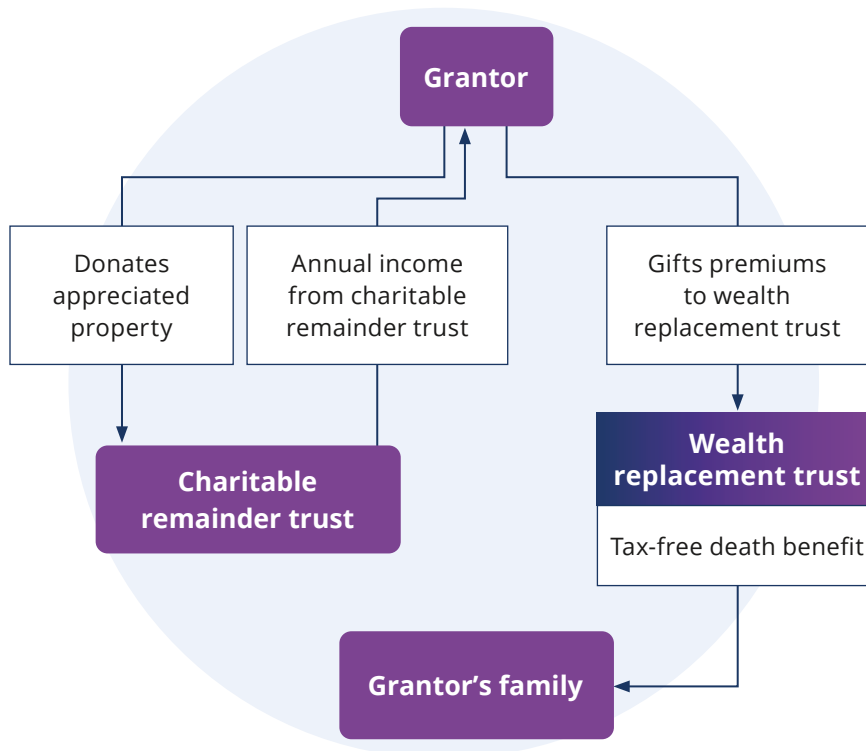 Grantor
Donates
appreciated
property
Annual income
from charitable
remainder trust
Gifts premiums
to wealth
replacement trust
Charitable
remainder trust
Wealth
replacement trust
Tax-free death benefit
Grantor’s family